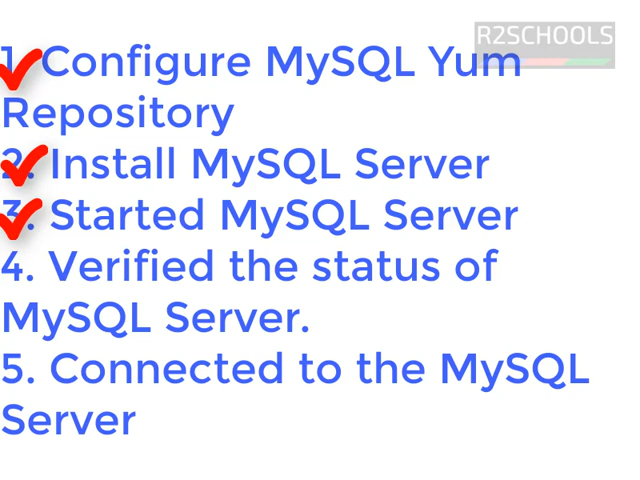 R2SCHOOLS
1. Configure MySQL Yum
Repository
2. Install MySQL Server
3. Started MySQL Server
4. Verified the status of
MySQL Server.
5. Connected to the MySQL
Server